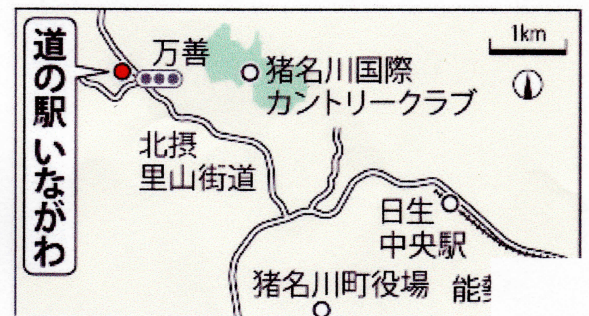 道の駅 いながわ
万善
1km
猪名川国際
カントリークラブ
北摂
里山街道
日生
中央駅
猪名川町役場
能